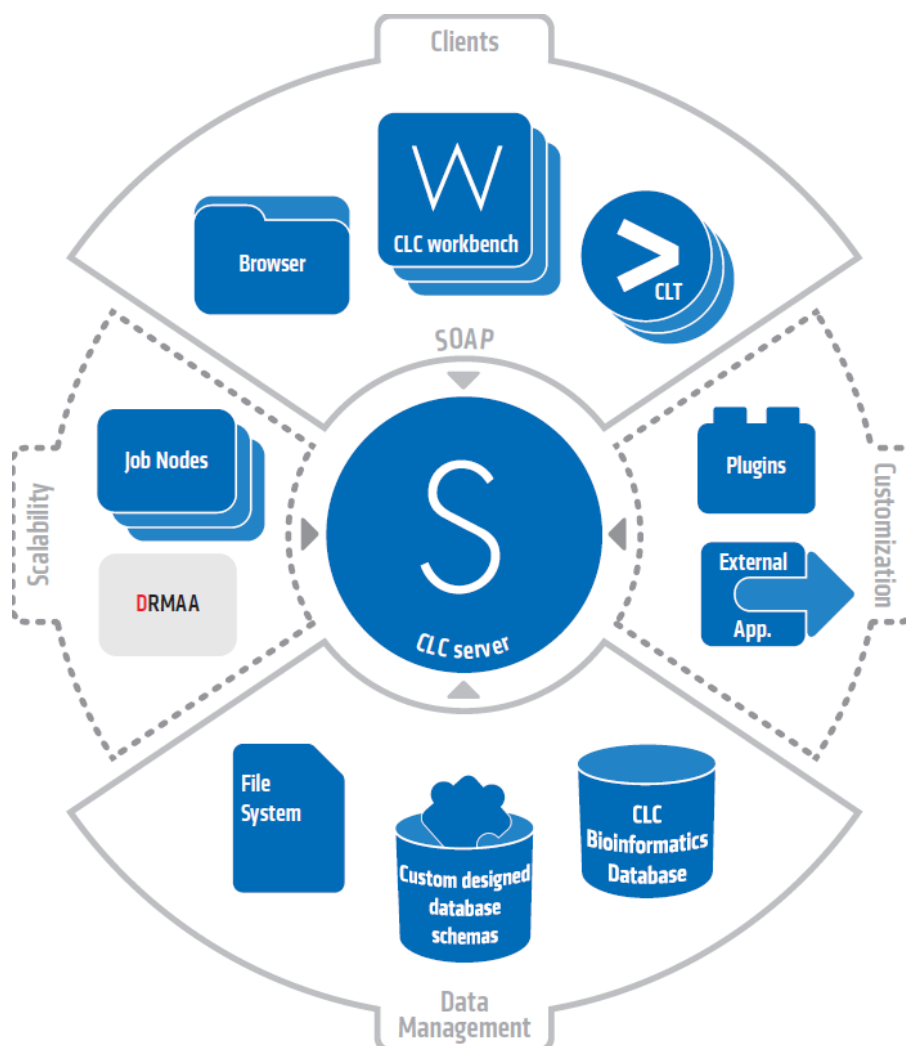 Clients
W
CLC workbench
Browser
>
CLT
SOAP
Job Nodes
DRMAA
Scalability
S
CLC server
Plugins
External
App.
Customization
File
System
Custom designed
database
schemas
CLC
Bioinformatics
Database
Data
Management